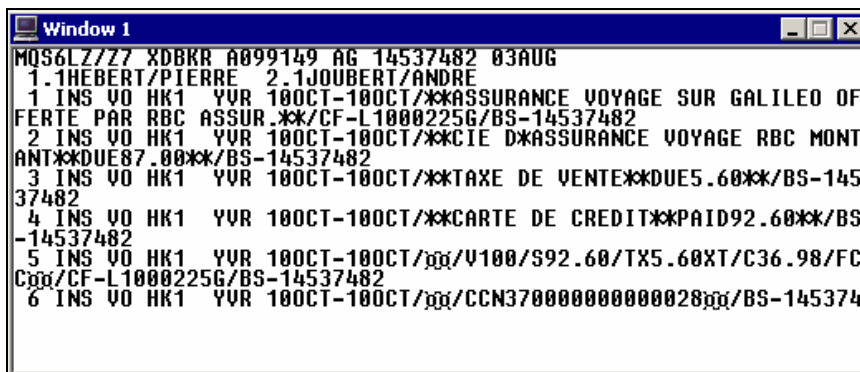 Window 1
MQS6LZ/Z7 XDBKR A099149 AG 14537482 03AUG
1.1HEBERT/PIERRE 2.1JOUBERT/ANDRE
1 INS VO HK1 YVR 10OCT-10OCT/**ASSURANCE VOYAGE SUR GALILEO OF
FERTE PAR RBC ASSUR.**/CF-L1000225G/BS-14537482
2 INS VO HK1 YVR 10OCT-10OCT/**CIE D*ASSURANCE VOYAGE RBC MONT
ANT**DUE87.00**/BS-14537482
3 INS VO HK1 YVR 10OCT-10OCT/**TAXE DE VENTE**DUE5.60**/BS-145
37482
4 INS VO HK1 YVR 10OCT-10OCT/**CARTE DE CREDIT**PAID92.60**/BS
-14537482
5 INS VO HK1 YVR 10OCT-10OCT/¤¤/V100/S92.60/TX5.60XT/C36.98/FC
C¤¤/CF-L1000225G/BS-14537482
6 INS VO HK1 YVR 10OCT-10OCT/¤¤/CCN370000000000028¤¤/BS-145374